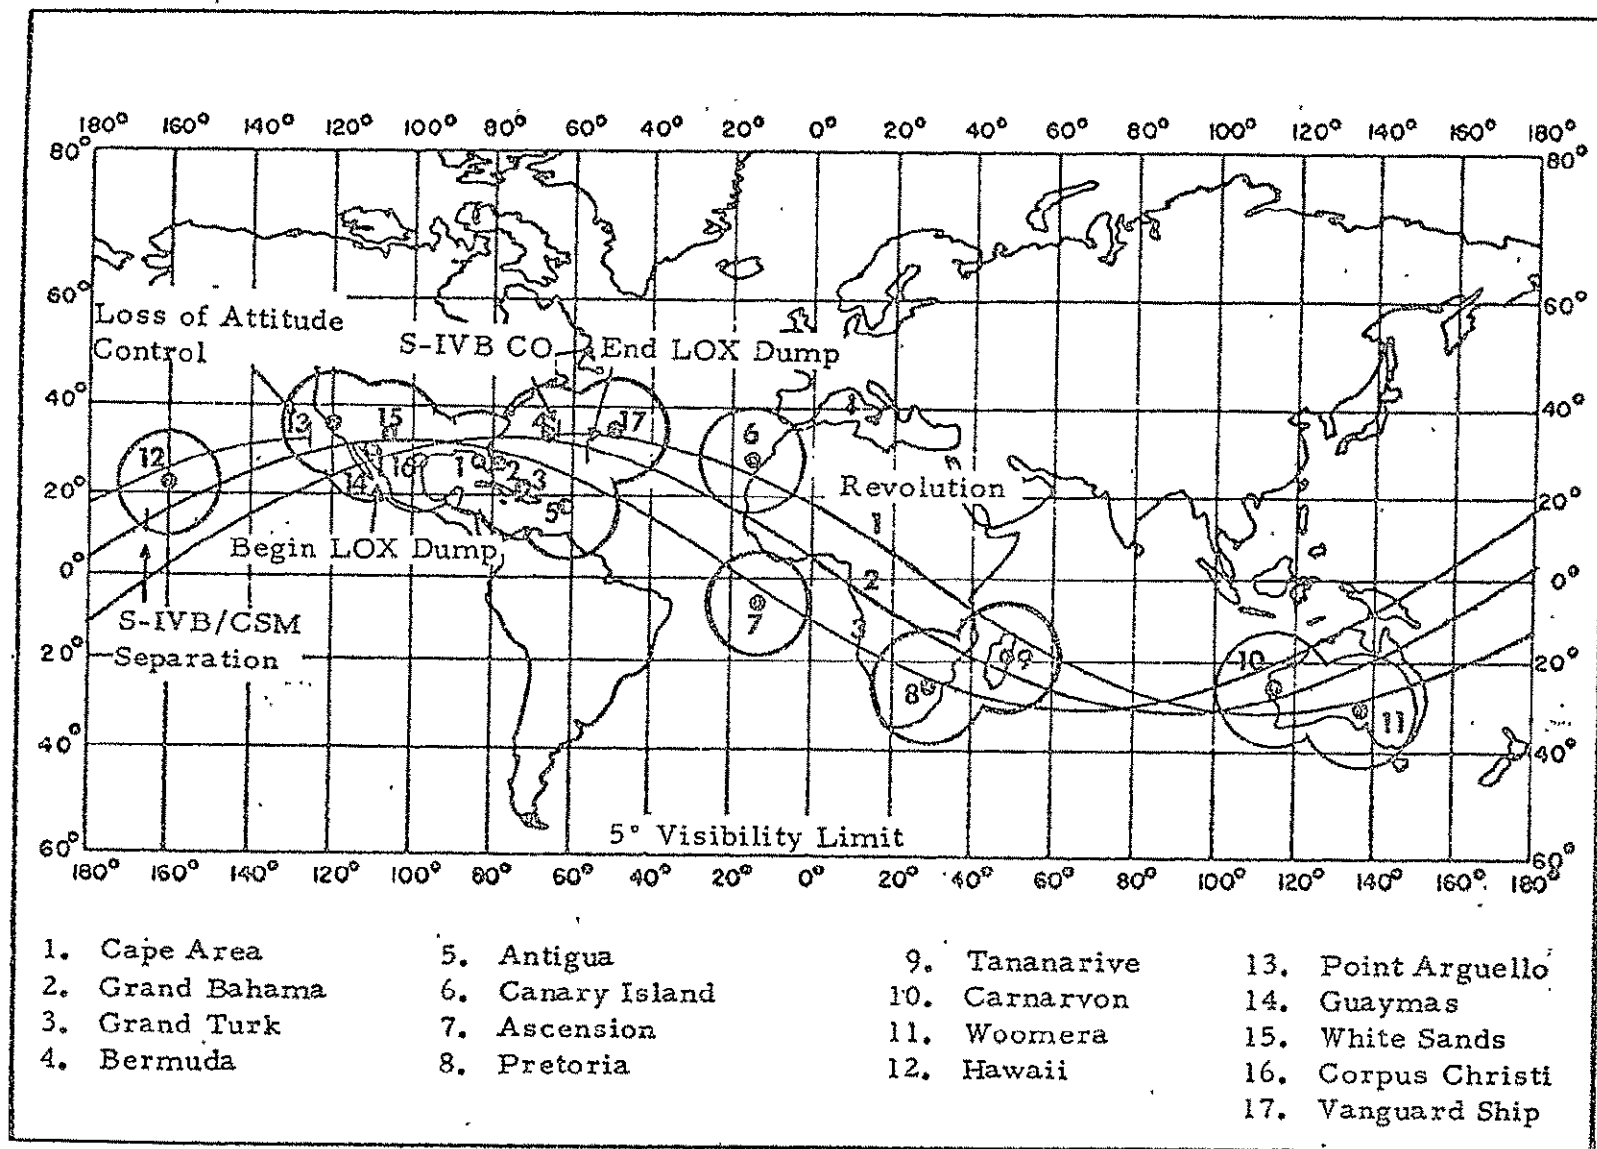 180° 160° 140° 120° 100° 80° 60° 40° 20° 0° 20° 40° 60° 80° 100° 120° 140° 160° 180°
80° 80°
60° 60°
Loss of Attitude
Control
S-IVB CO End LOX Dump
40° 40°
13 15 4 17 6
12 16 1 2 3
14 5
20° 20°
Revolution
1
Begin LOX Dump
0° 0°
2
S-IVB/CSM
Separation
7 3
20° 20°
8 9 10 11
40° 40°
5° Visibility Limit
60° 60°
180° 160° 140° 120° 100° 80° 60° 40° 20° 0° 20° 40° 60° 80° 100° 120° 140° 160° 180°
1. Cape Area
2. Grand Bahama
3. Grand Turk
4. Bermuda
5. Antigua
6. Canary Island
7. Ascension
8. Pretoria
9. Tananarive
10. Carnarvon
11. Woomera
12. Hawaii
13. Point Arguello
14. Guaymas
15. White Sands
16. Corpus Christi
17. Vanguard Ship